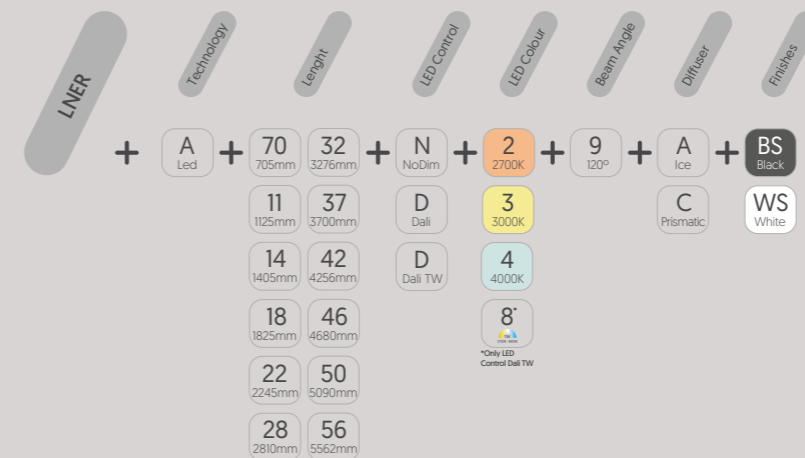 LNER
Technology
Lenght
LED Control
LED Colour
Beam Angle
Diffuser
Finishes
+ A + 70 32 + N + 2 + 9 + A + BS
Led 705mm 3276mm NoDim 2700K 120º Ice Black
11 37 D 3 C WS
1125mm 3700mm Dali 3000K Prismatic White
14 42 D 4
1405mm 4256mm Dali TW 4000K
18 46 8*
1825mm 4680mm
*Only LED
Control Dali TW
22 50
2245mm 5090mm
28 56
2810mm 5562mm